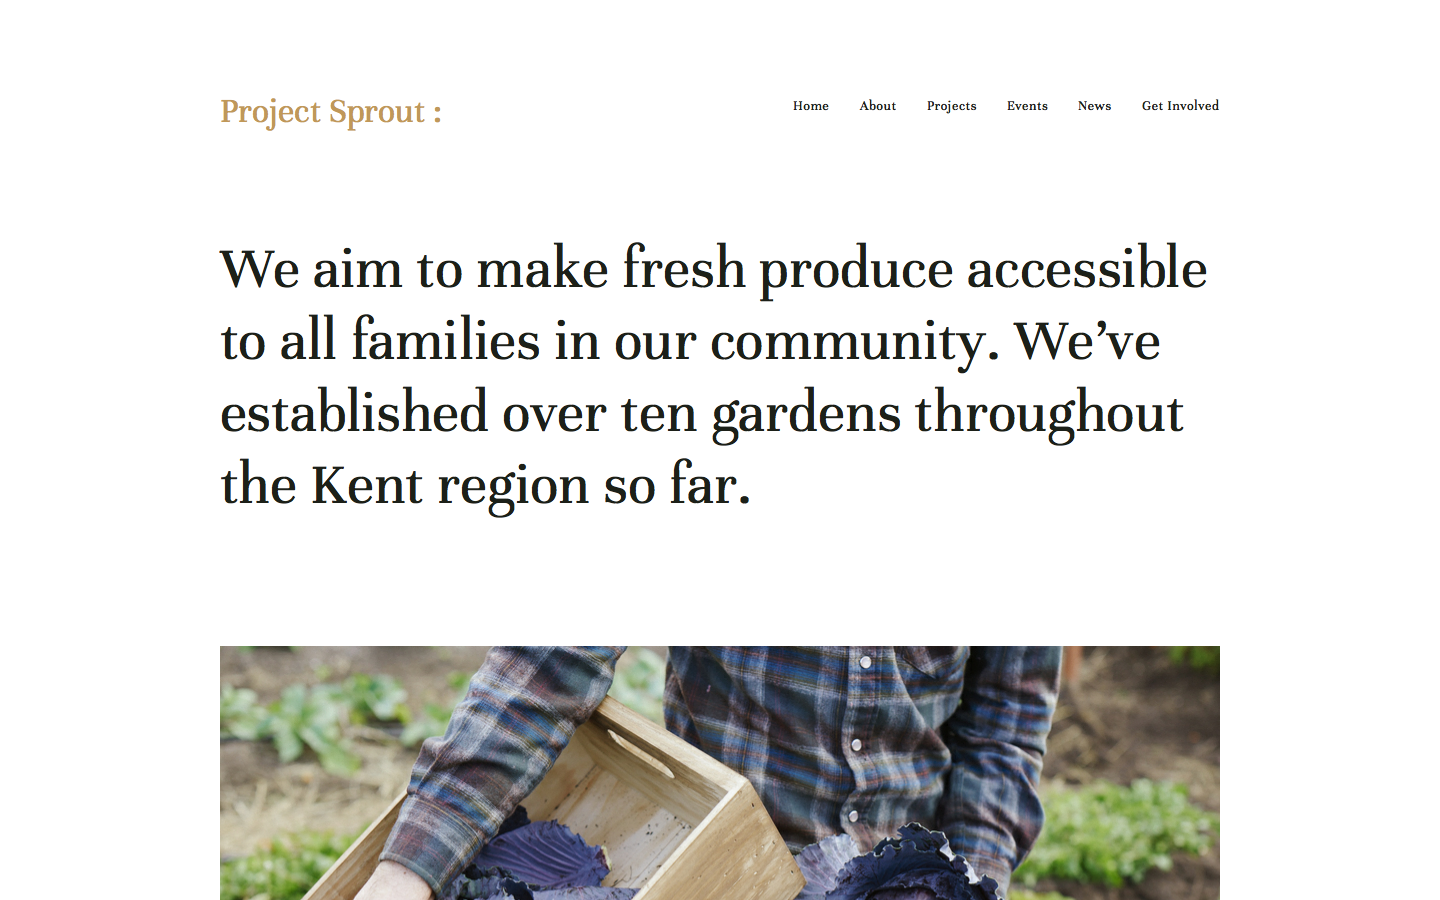 Project Sprout :
Home About Projects Events News Get Involved
We aim to make fresh produce accessible
to all families in our community. We’ve
established over ten gardens throughout
the Kent region so far.